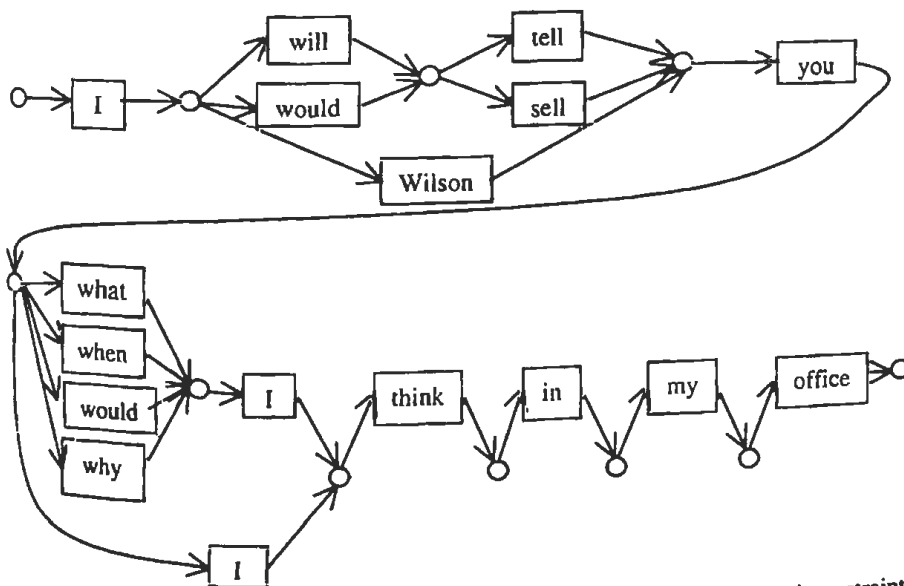 will
tell
I
would
sell
you
Wilson
what
when
would
why
I
think
in
my
office
I